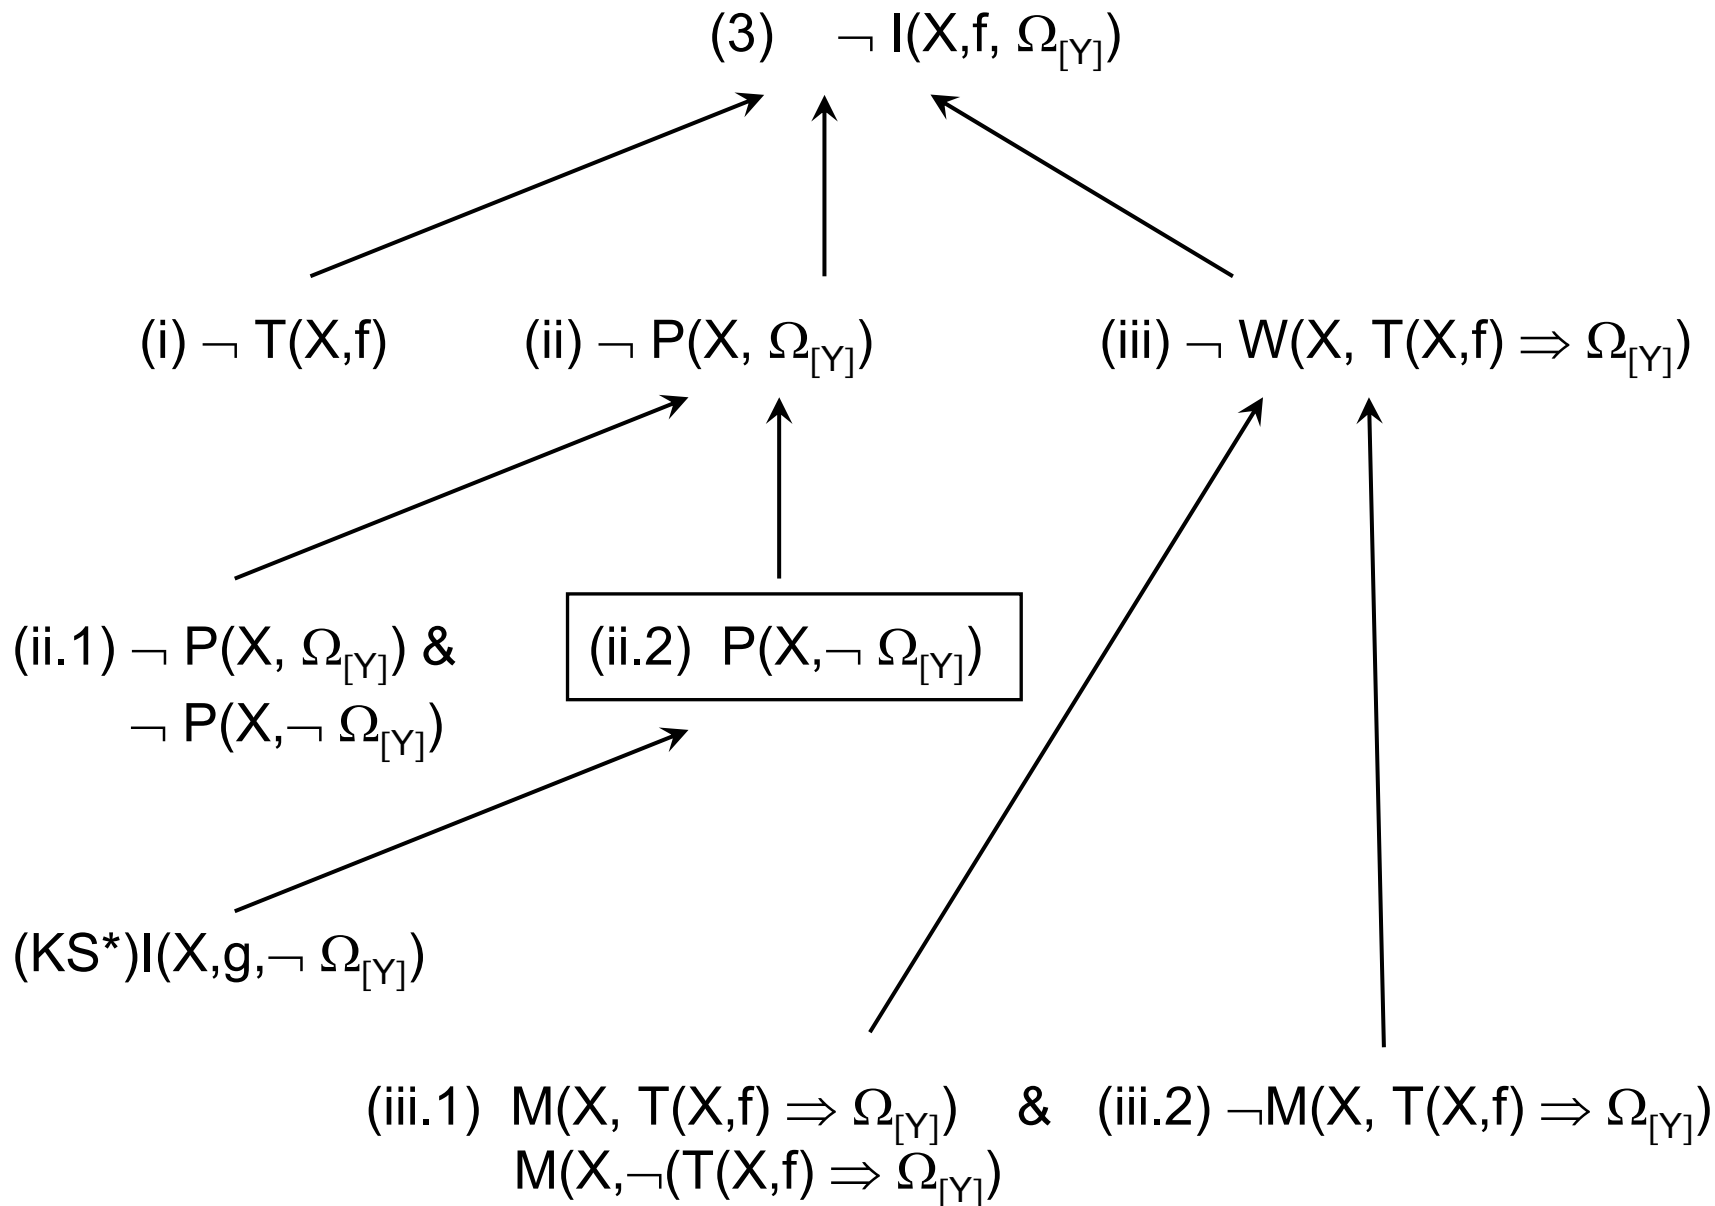 (3) ¬ I(X,f, Ω[Y])
(i) ¬ T(X,f) (ii) ¬ P(X, Ω[Y]) (iii) ¬ W(X, T(X,f) ⇒ Ω[Y])
(ii.1) ¬ P(X, Ω[Y]) & (ii.2) P(X,¬ Ω[Y])
¬ P(X,¬ Ω[Y])
(KS*)I(X,g,¬ Ω[Y])
(iii.1) M(X, T(X,f) ⇒ Ω[Y]) & (iii.2) ¬M(X, T(X,f) ⇒ Ω[Y])
M(X,¬(T(X,f) ⇒ Ω[Y])